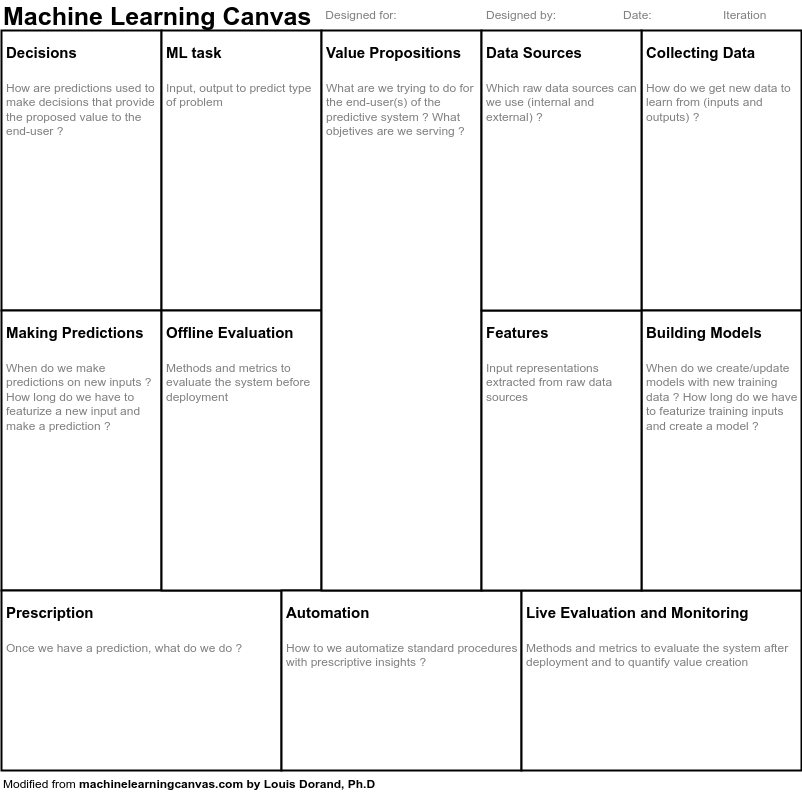 Machine Learning Canvas Designed for: Designed by: Date: Iteration
Decisions
How are predictions used to
make decisions that provide
the proposed value to the
end-user ?
ML task
Input, output to predict type
of problem
Value Propositions
What are we trying to do for
the end-user(s) of the
predictive system ? What
objetives are we serving ?
Data Sources
Which raw data sources can
we use (internal and
external) ?
Collecting Data
How do we get new data to
learn from (inputs and
outputs) ?
Making Predictions
When do we make
predictions on new inputs ?
How long do we have to
featurize a new input and
make a prediction ?
Offline Evaluation
Methods and metrics to
evaluate the system before
deployment
Features
Input representations
extracted from raw data
sources
Building Models
When do we create/update
models with new training
data ? How long do we have
to featurize training inputs
and create a model ?
Prescription
Once we have a prediction, what do we do ?
Automation
How to we automatize standard procedures
with prescriptive insights ?
Live Evaluation and Monitoring
Methods and metrics to evaluate the system after
deployment and to quantify value creation
Modified from machinelearningcanvas.com by Louis Dorand, Ph.D